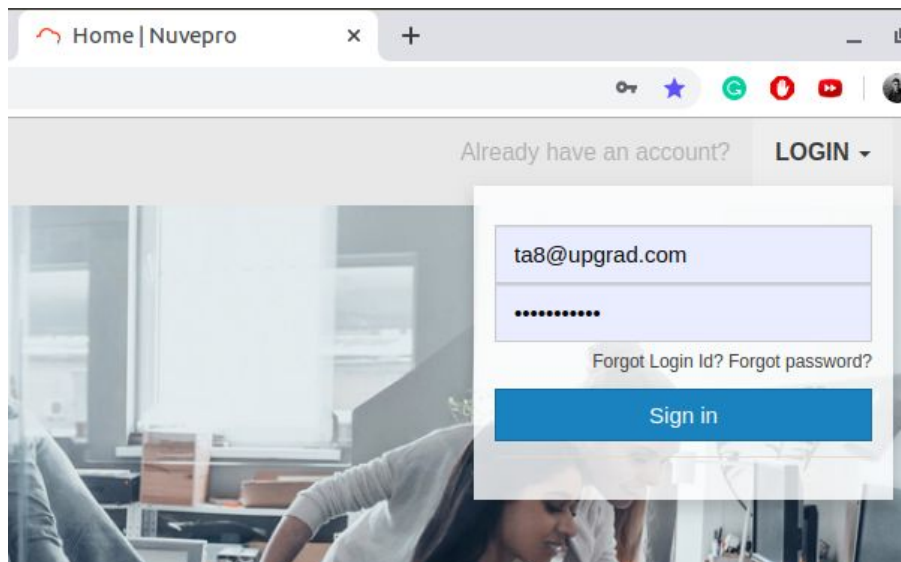 Home | Nuvepro
Already have an account? LOGIN
ta8@upgrad.com
•••••••••••
Forgot Login Id? Forgot password?
Sign in